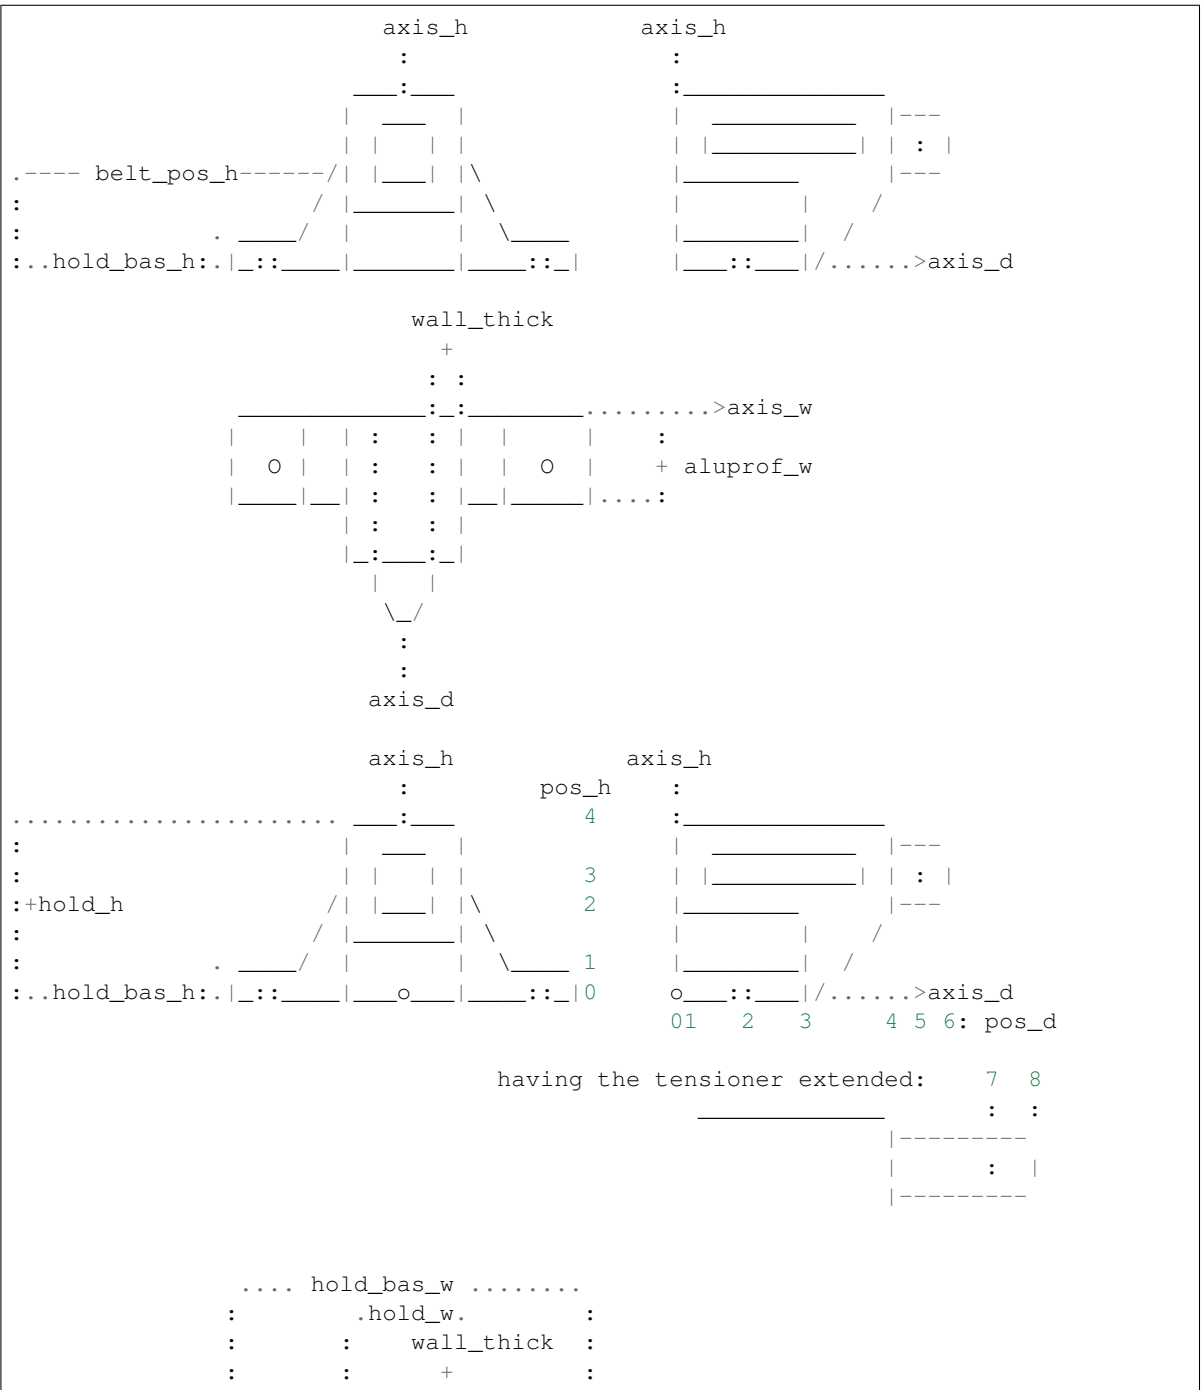 axis_h axis_h
.---- belt_pos_h------/
:..hold_bas_h:. >axis_d
wall_thick
+
>axis_w
O O + aluprof_w
axis_d
axis_h axis_h
pos_h
4
3
:+hold_h 2
1
:..hold_bas_h:. o 0 o >axis_d
01 2 3 4 5 6: pos_d
having the tensioner extended: 7 8
.... hold_bas_w ........
.hold_w.
wall_thick
+